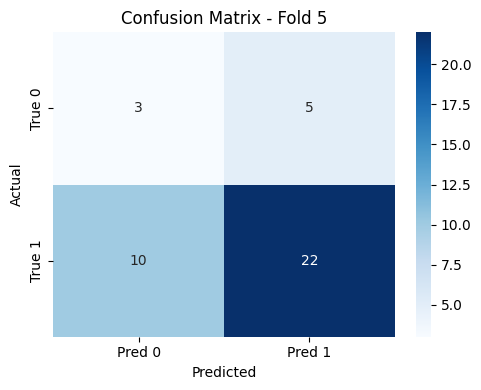 Confusion Matrix - Fold 5
True 0
3
5
20.0
17.5
15.0
12.5
10.0
7.5
5.0
Actual
True 1
10
22
Pred 0
Pred 1
Predicted